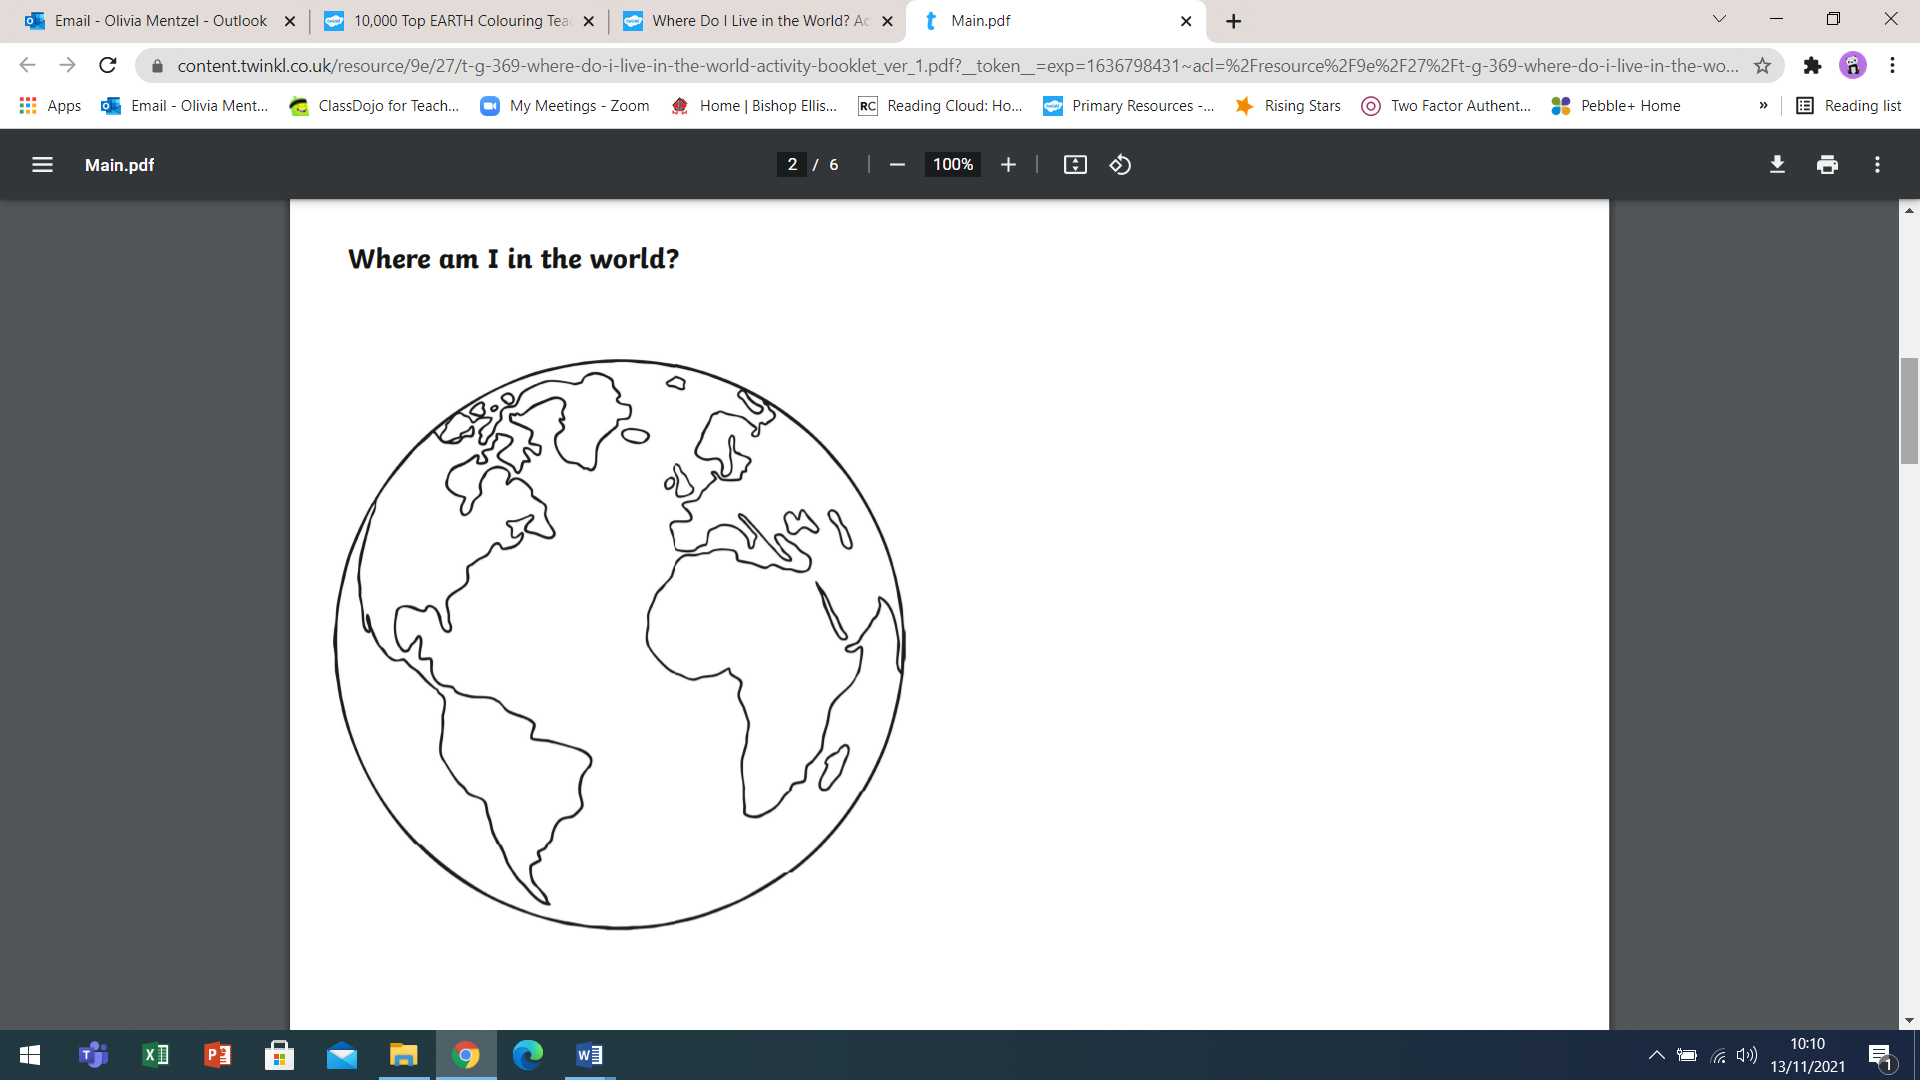 Email - Olivia Mentzel - Outlook
10,000 Top EARTH Colouring Tea
Where Do I Live in the World? Ac
Main.pdf
content.twinkl.co.uk/resource/9e/27/t-g-369-where-do-i-live-in-the-world-activity-booklet_ver_1.pdf?__token__=exp=1636798431~acl=%2Fresource%2F9e%2F27%2Ft-g-369-where-do-i-live-in-the-wo...
Apps Email - Olivia Ment... ClassDojo for Teach... My Meetings - Zoom Home | Bishop Ellis... RC Reading Cloud: Ho... Primary Resources -... Rising Stars Two Factor Authent... Pebble+ Home » Reading list
Main.pdf 2 / 6 100%
Where am I in the world?
10:10
13/11/2021
1